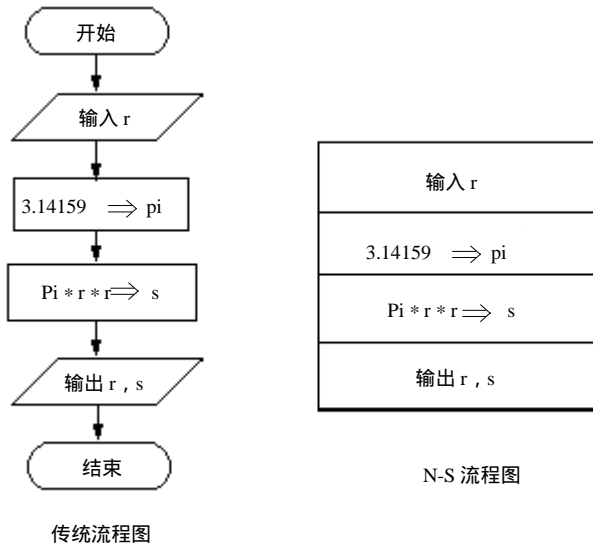 开始
输入 r
3.14159 ⇒ pi
Pi * r * r ⇒ s
输出 r , s
结束
传统流程图
输入 r
3.14159 ⇒ pi
Pi * r * r ⇒ s
输出 r , s
N-S 流程图